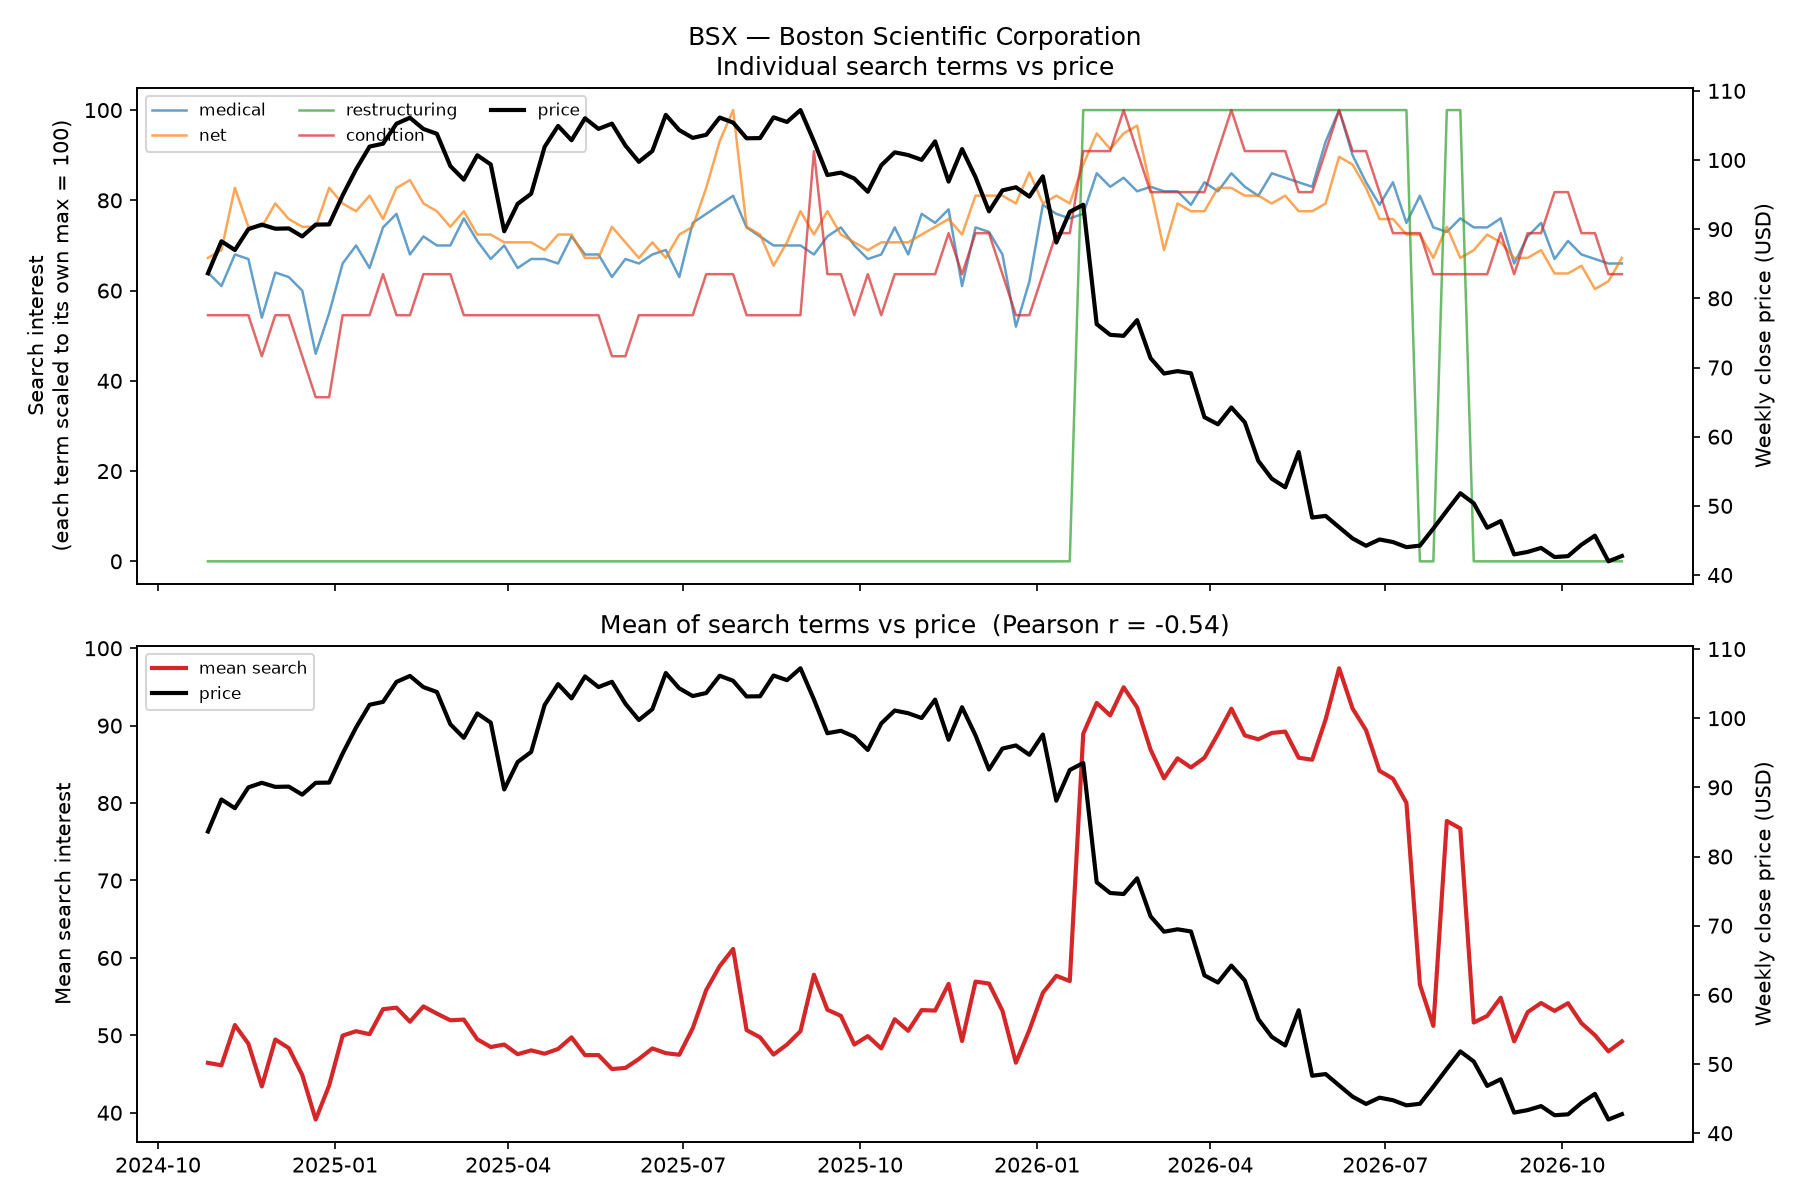 BSX — Boston Scientific Corporation
Individual search terms vs price
medical
net
restructuring
condition
price
Search interest
(each term scaled to its own max = 100)
100
80
60
40
20
0
110
100
90
80
70
60
50
40
Weekly close price (USD)
Mean of search terms vs price (Pearson r = -0.54)
mean search
price
Mean search interest
100
90
80
70
60
50
40
110
100
90
80
70
60
50
40
Weekly close price (USD)
2024-10
2025-01
2025-04
2025-07
2025-10
2026-01
2026-04
2026-07
2026-10